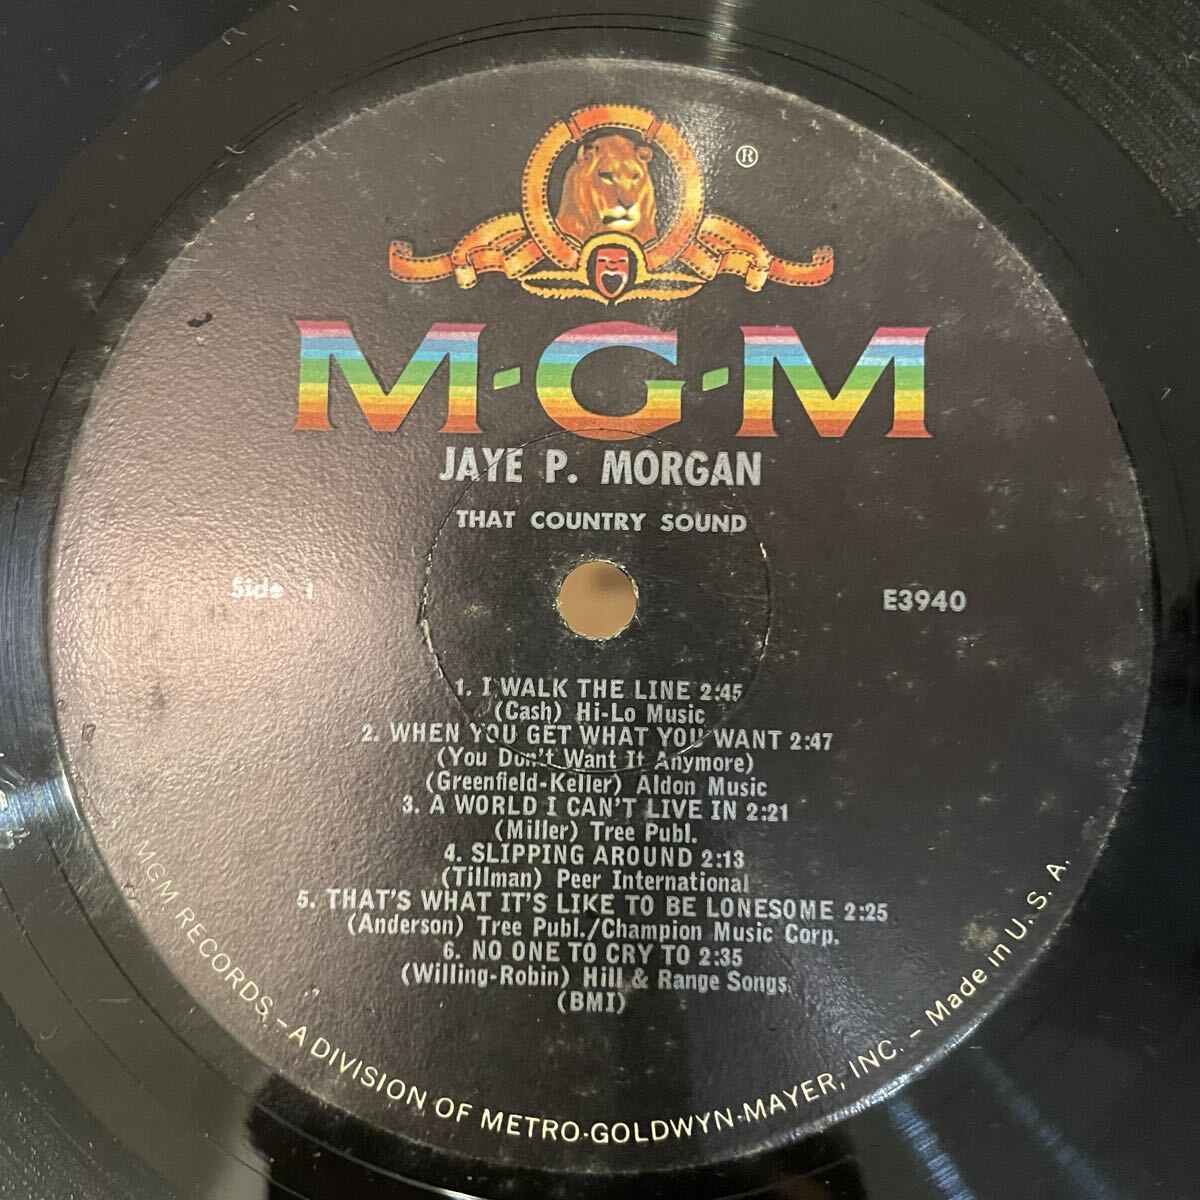 ®
M-G-M
JAYE P. MORGAN
THAT COUNTRY SOUND
Side 1
E3940
1. I WALK THE LINE 2:45
(Cash) Hi-Lo Music
2. WHEN YOU GET WHAT YOU WANT 2:47
(You Don't Want It Anymore)
(Greenfield-Keller) Aldon Music
3. A WORLD I CAN'T LIVE IN 2:21
(Miller) Tree Publ.
4. SLIPPING AROUND 2:13
(Tillman) Peer International
5. THAT'S WHAT IT'S LIKE TO BE LONESOME 2:25
(Anderson) Tree Publ./Champion Music Corp.
6. NO ONE TO CRY TO 2:35
(Willing-Robin) Hill & Range Songs
(BMI)
MGM RECORDS - A DIVISION OF METRO-GOLDWYN-MAYER, INC. - Made in U. S. A.